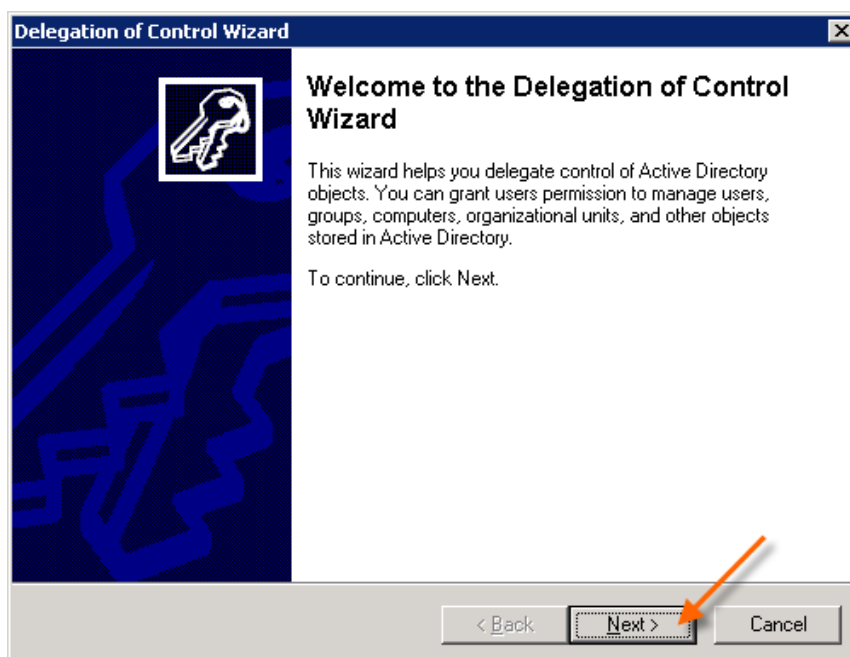 Delegation of Control Wizard
Welcome to the Delegation of Control
Wizard
This wizard helps you delegate control of Active Directory
objects. You can grant users permission to manage users,
groups, computers, organizational units, and other objects
stored in Active Directory.
To continue, click Next.
< Back Next > Cancel